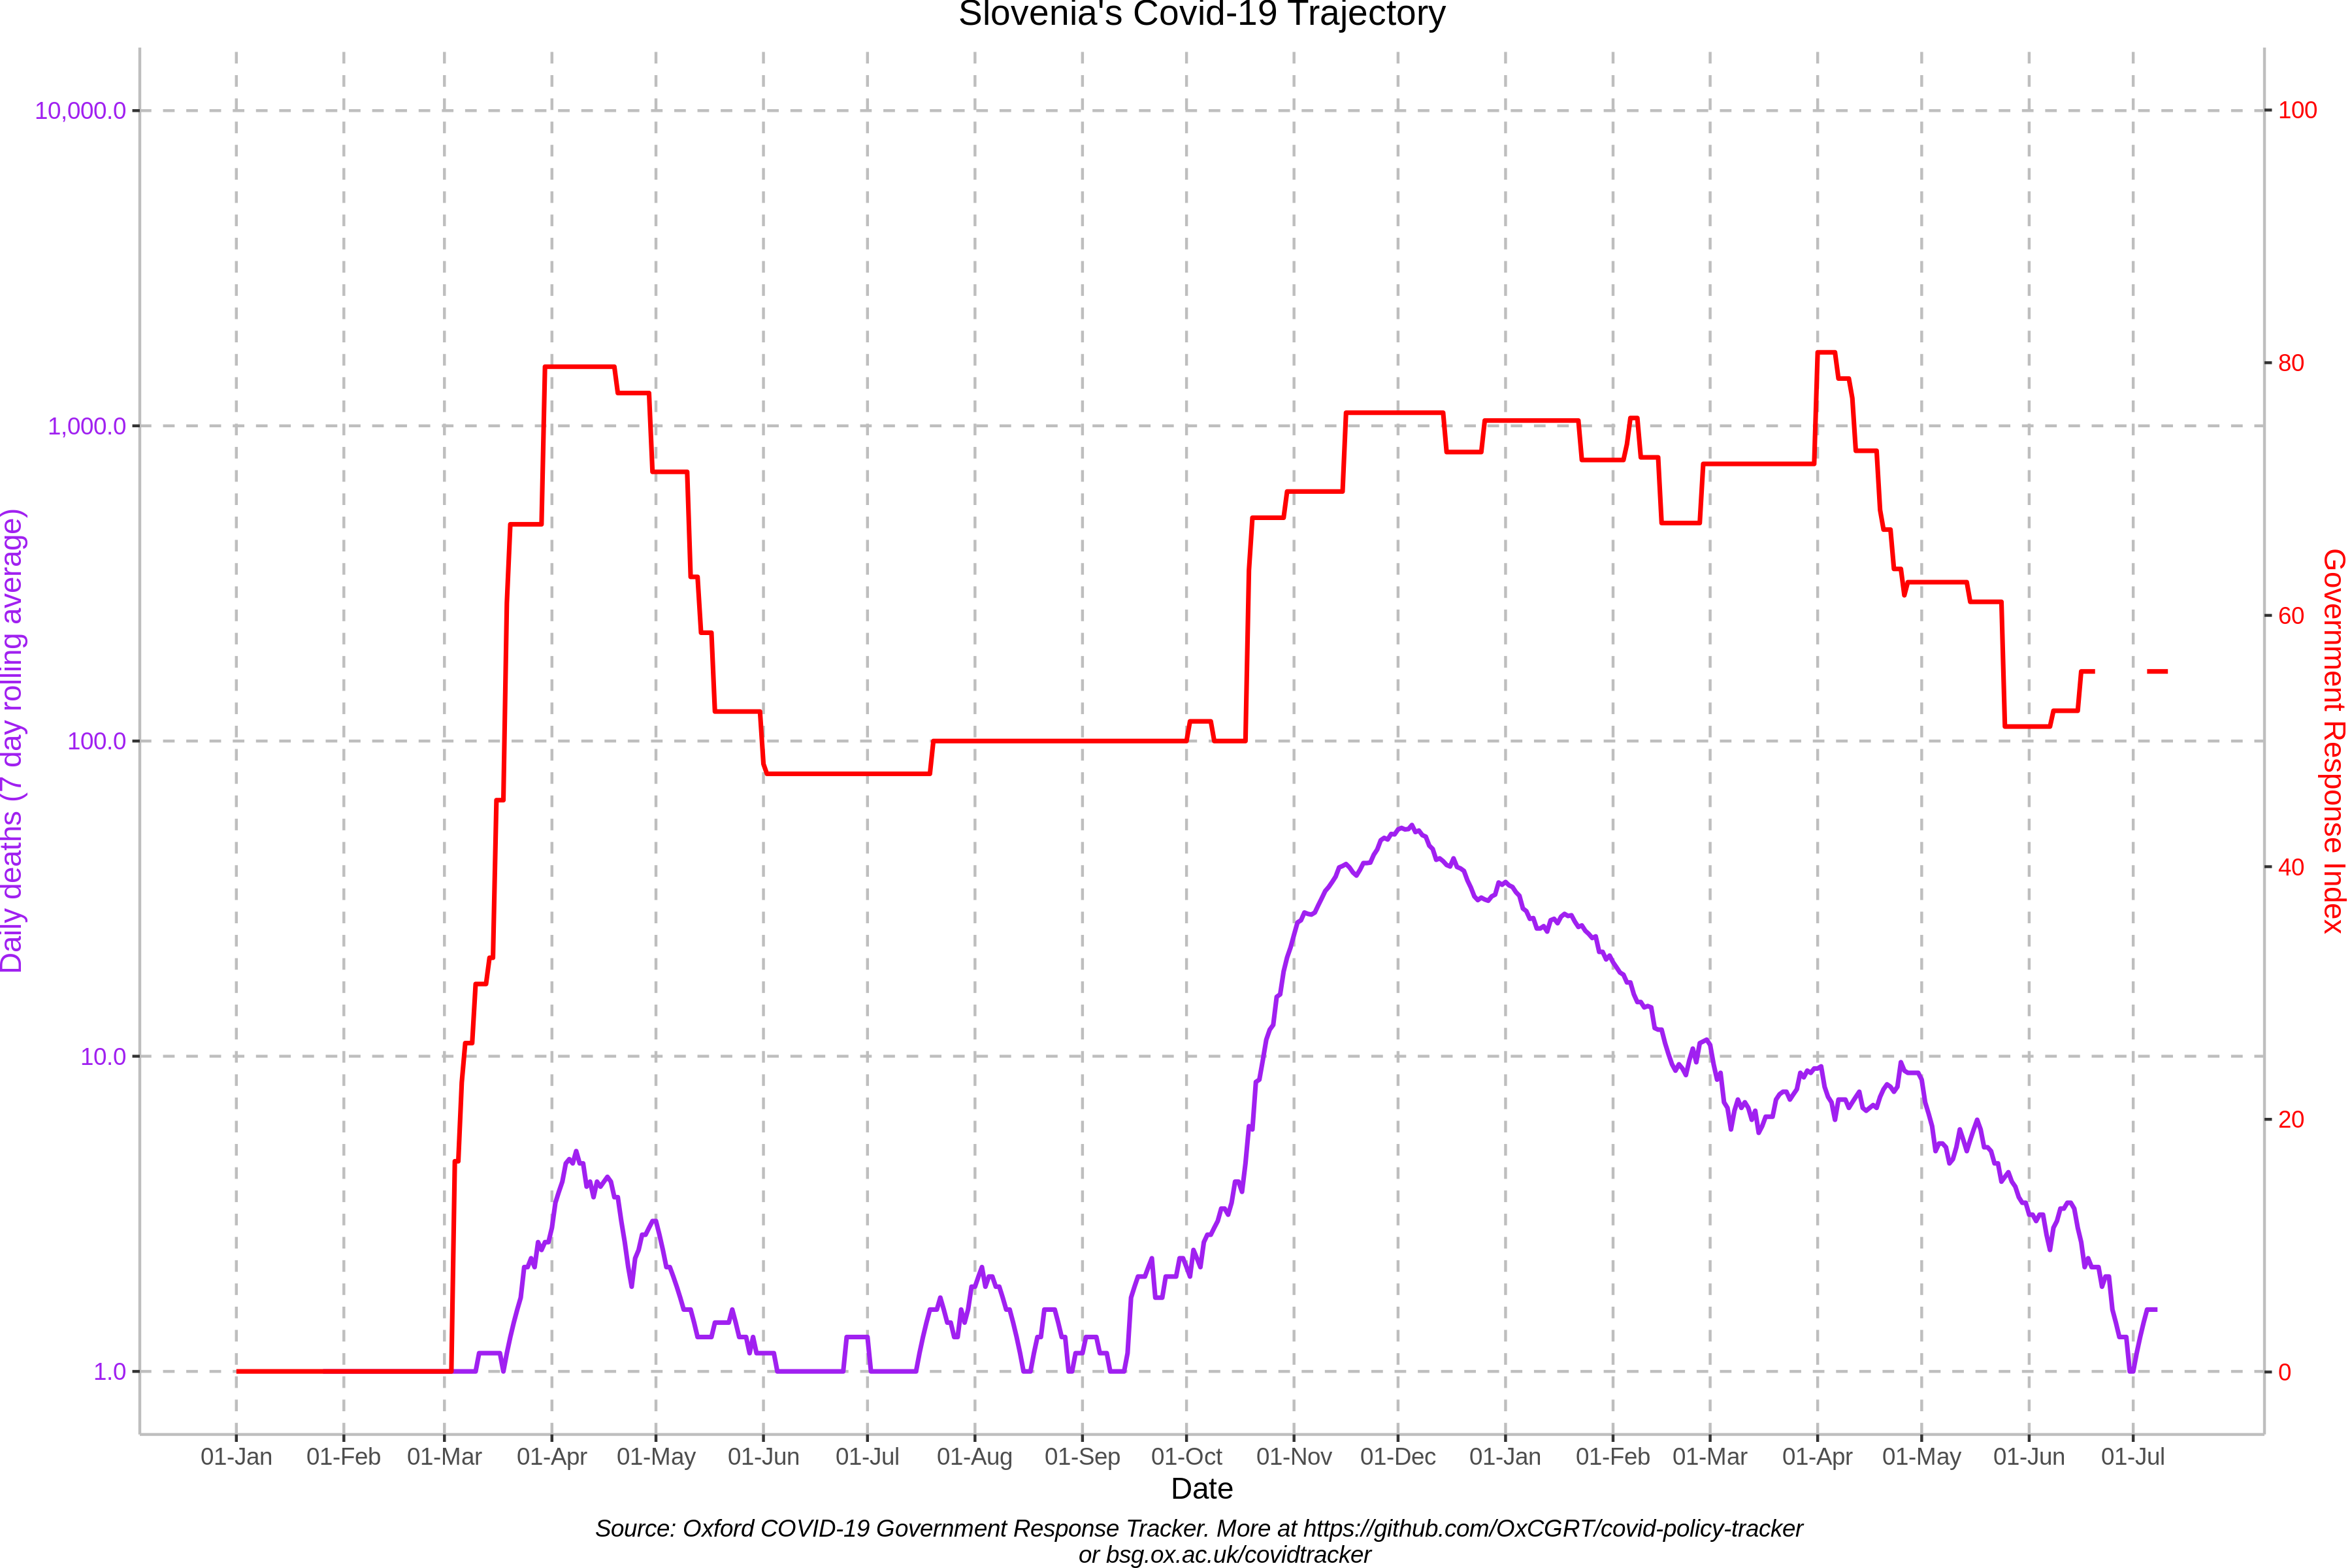 Slovenia's Covid-19 Trajectory
10,000.0
1,000.0
100.0
10.0
1.0
Daily deaths (7 day rolling average)
100
80
60
40
20
0
Government Response Index
01-Jan 01-Feb 01-Mar 01-Apr 01-May 01-Jun 01-Jul 01-Aug 01-Sep 01-Oct 01-Nov 01-Dec 01-Jan 01-Feb 01-Mar 01-Apr 01-May 01-Jun 01-Jul
Date
Source: Oxford COVID-19 Government Response Tracker. More at https://github.com/OxCGRT/covid-policy-tracker
or bsg.ox.ac.uk/covidtracker